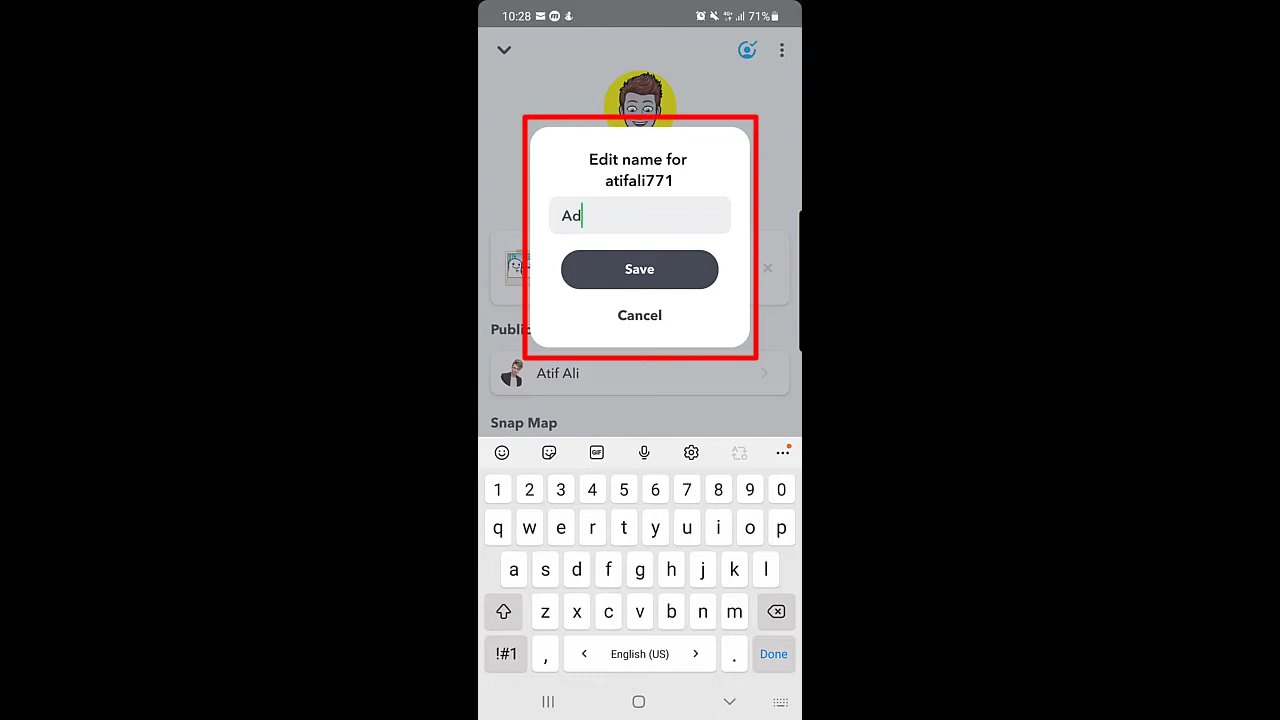 10:28 71%
Edit name for
atifali771
Ad
Save
Cancel
Public
Atif Ali
Snap Map
GIF
1 2 3 4 5 6 7 8 9 0
q w e r t y u i o p
a s d f g h j k l
z x c v b n m
!#1 , < English (US) > . Done